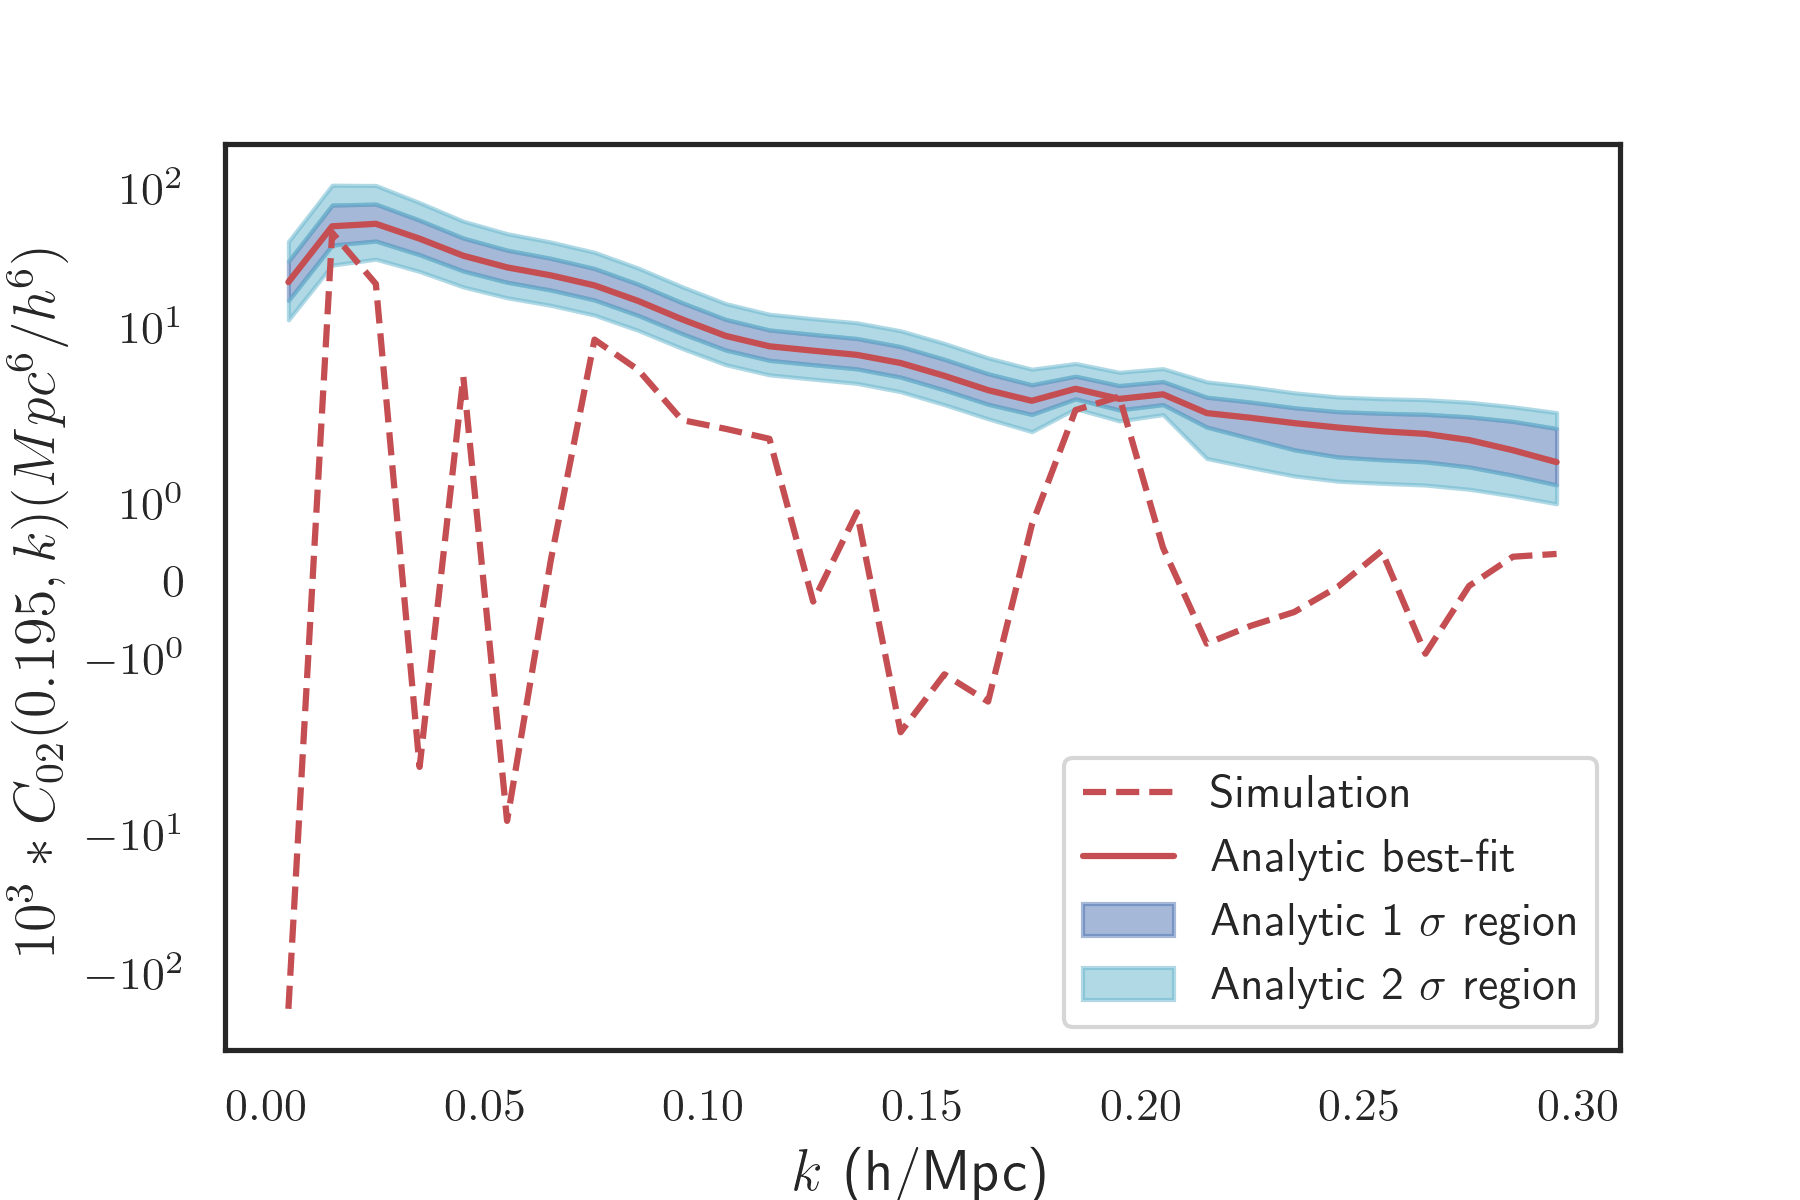 10^3 * C_{02}(0.195, k)(Mpc^6/h^6)
10^2
10^1
10^0
0
−10^0
−10^1
−10^2
Simulation
Analytic best-fit
Analytic 1 σ region
Analytic 2 σ region
0.00 0.05 0.10 0.15 0.20 0.25 0.30
k (h/Mpc)